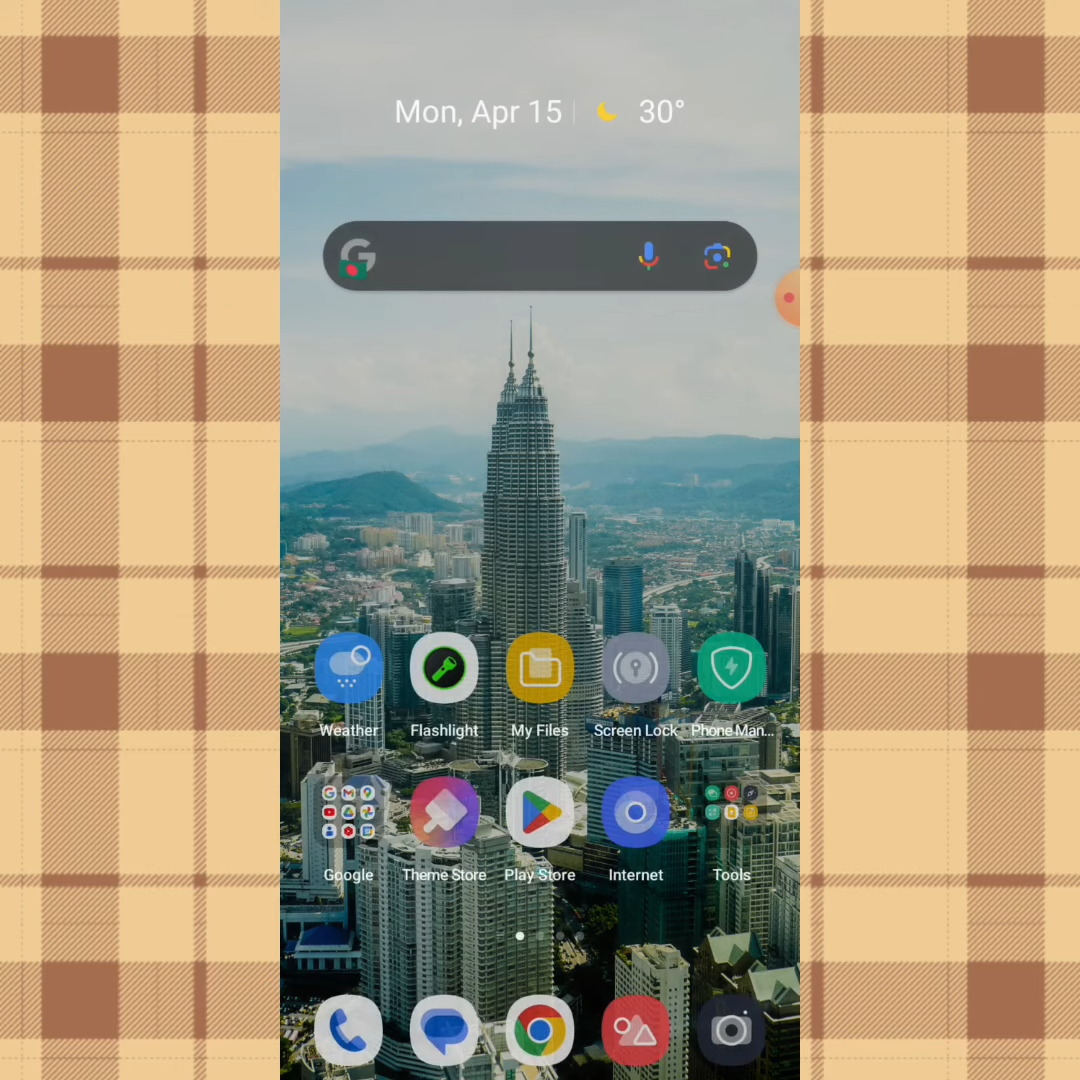 Mon, Apr 15 30°
Weather Flashlight My Files Screen Lock Phone Man...
Google Theme Store Play Store Internet Tools